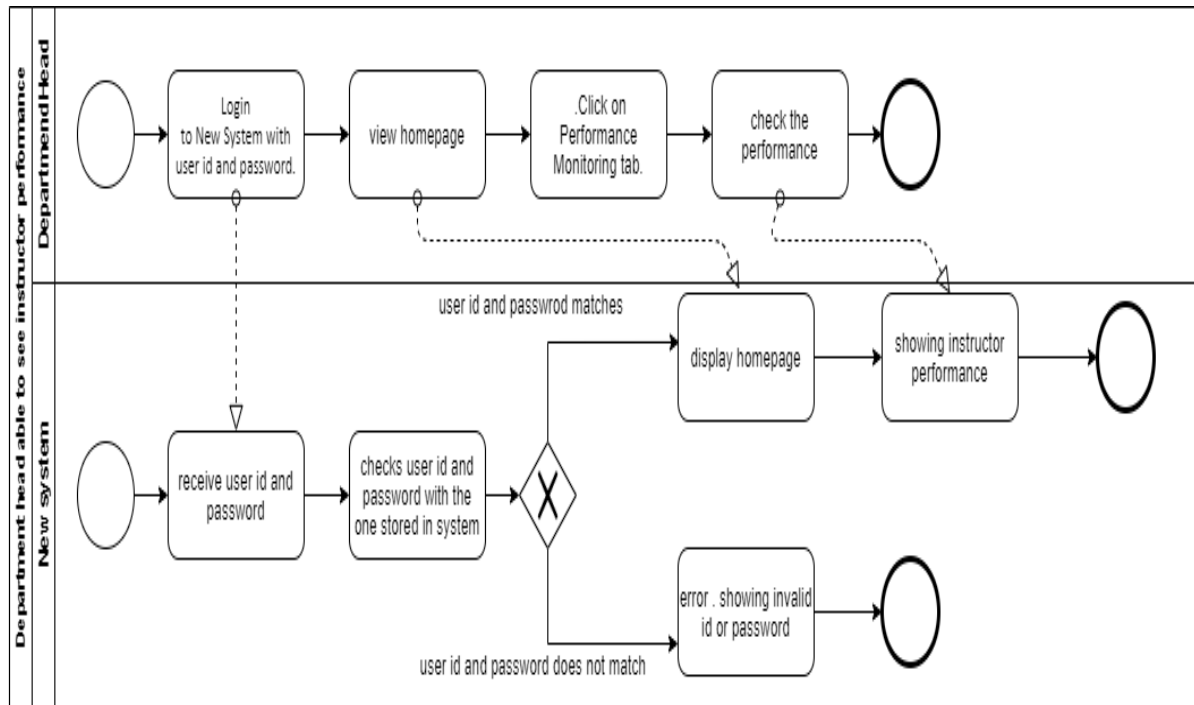 Department head able to see instructor performance
DepartmendHead
Login
to New System with
user id and password.
view homepage
.Click on
Performance
Monitoring tab.
check the
performance
New system
user id and passwrod matches
display homepage
showing instructor
performance
receive user id and
password
checks user id and
password with the
one stored in system
error . showing invalid
id or password
user id and password does not match